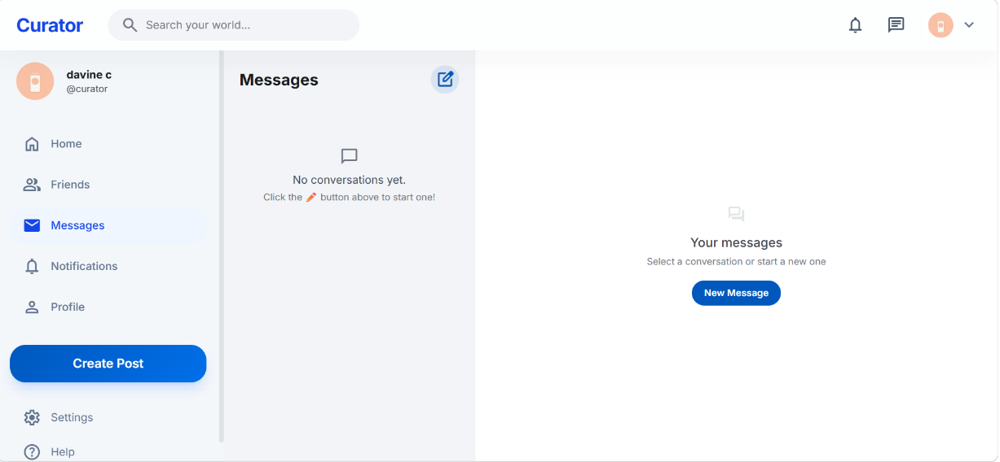 Curator
Search your world...
davine c
@curator
Home
Friends
Messages
Notifications
Profile
Create Post
Settings
Help
Messages
No conversations yet.
Click the ✏️ button above to start one!
Your messages
Select a conversation or start a new one
New Message